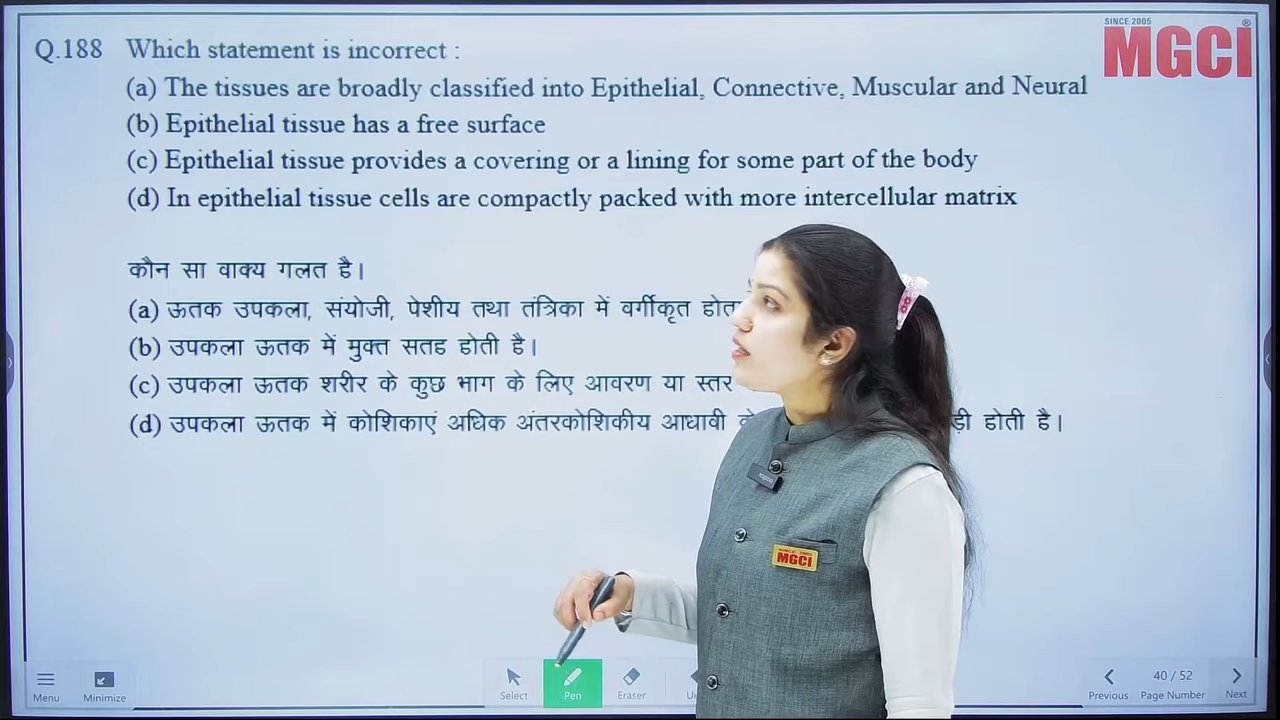 SINCE 2005
MGCI
Q.188 Which statement is incorrect :
(a) The tissues are broadly classified into Epithelial, Connective, Muscular and Neural
(b) Epithelial tissue has a free surface
(c) Epithelial tissue provides a covering or a lining for some part of the body
(d) In epithelial tissue cells are compactly packed with more intercellular matrix
कौन सा वाक्य गलत है।
(a) ऊतक उपकला, संयोजी, पेशीय तथा तंत्रिका में वर्गीकृत
(b) उपकला ऊतक में मुक्त सतह होती है।
(c) उपकला ऊतक शरीर के कुछ भाग के लिए आवरण या स्तर
(d) उपकला ऊतक में कोशिकाएं अधिक अंतरकोशिकीय आधात्री होती है।
MGCI
Menu
Minimize
Select
Pen
Eraser
Previous
40 / 52
Page Number
Next